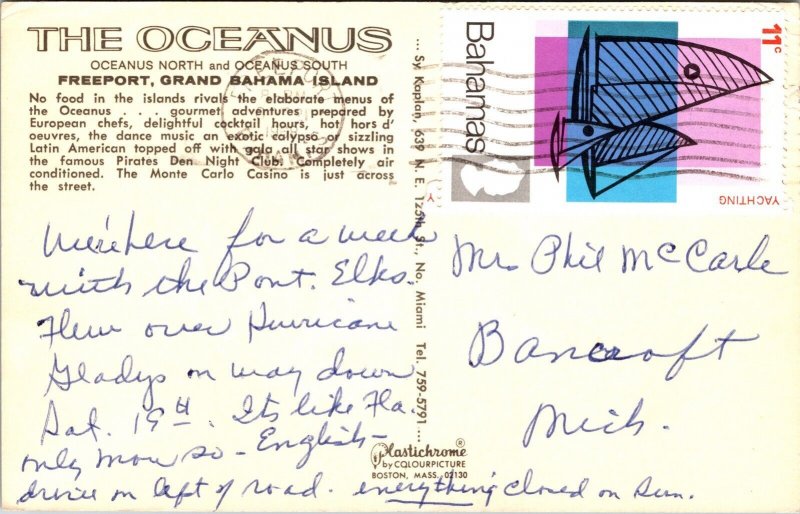 THE OCEANUS
OCEANUS NORTH and OCEANUS SOUTH
FREEPORT, GRAND BAHAMA ISLAND
No food in the islands rivals the elaborate menus of
the Oceanus . . . gourmet adventures prepared by
European chefs, delightful cocktail hours, hot hors d'
oeuvres, the dance music an exotic calypso or sizzling
Latin American topped off with gala all star shows in
the famous Pirates Den Night Club. Completely air
conditioned. The Monte Carlo Casino is just across
the street.
We're here for a week
with the Pont. Elks.
Flew over Hurricane
Gladys on way down
Sat. 19th. It's like Fla.
only more so - English -
drive on left of road. everything closed on Sun.
.... Sy Kaplan, 639 N. E. 125th St., No. Miami Tel. 759-5791 ....
Plastichrome®
by COLOURPICTURE
BOSTON, MASS. 02130
Bahamas
11c
YACHTING
Mrs Phil McCarle
Bancroft
Mich.